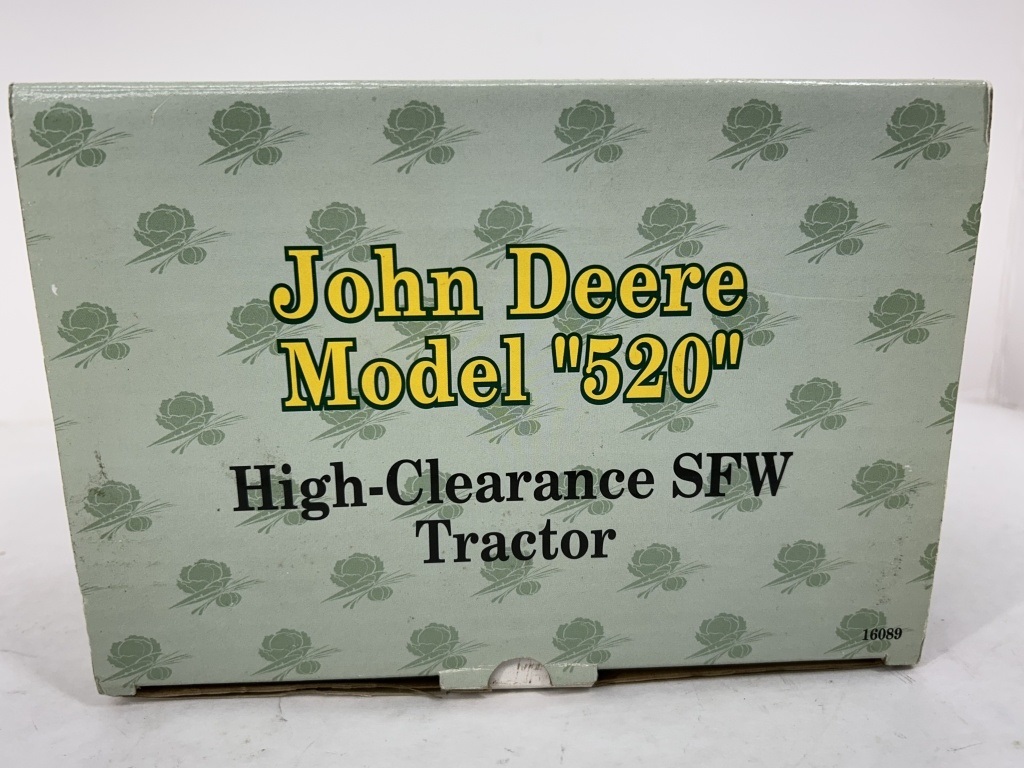 John Deere
Model "520"
High-Clearance SFW
Tractor
16089